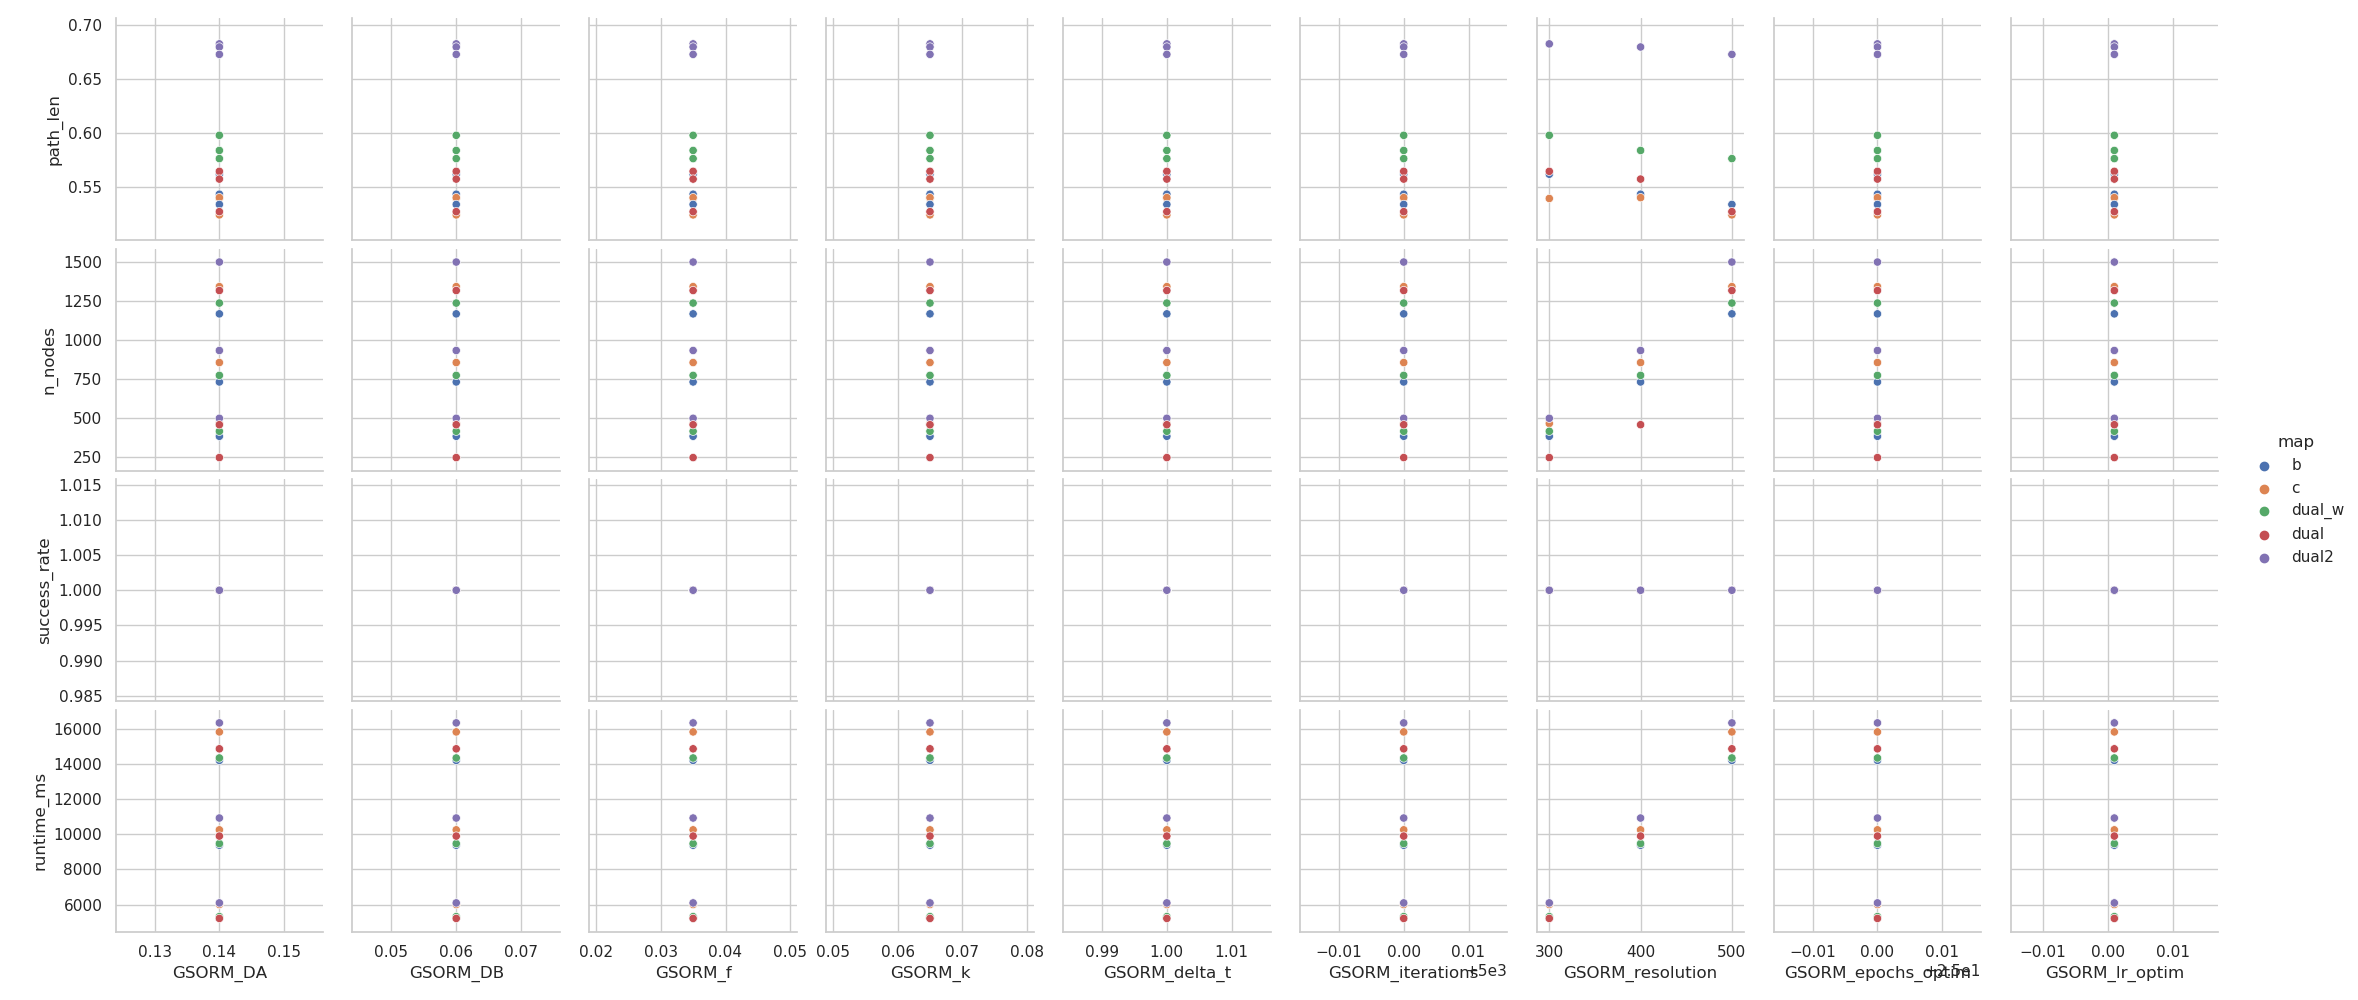 0.70
0.65
0.60
0.55
path_len
1500
1250
1000
750
500
250
n_nodes
1.015
1.010
1.005
1.000
0.995
0.990
0.985
success_rate
16000
14000
12000
10000
8000
6000
runtime_ms
0.13 0.14 0.15
GSORM_DA
0.05 0.06 0.07
GSORM_DB
0.02 0.03 0.04 0.05
GSORM_f
0.05 0.06 0.07 0.08
GSORM_k
0.99 1.00 1.01
GSORM_delta_t
−0.01 0.00 0.01
+5e3
GSORM_iterations
300 400 500
GSORM_resolution
−0.01 0.00 0.01
+2.5e1
GSORM_epochs_optim
−0.01 0.00 0.01
GSORM_lr_optim
map
b
c
dual_w
dual
dual2